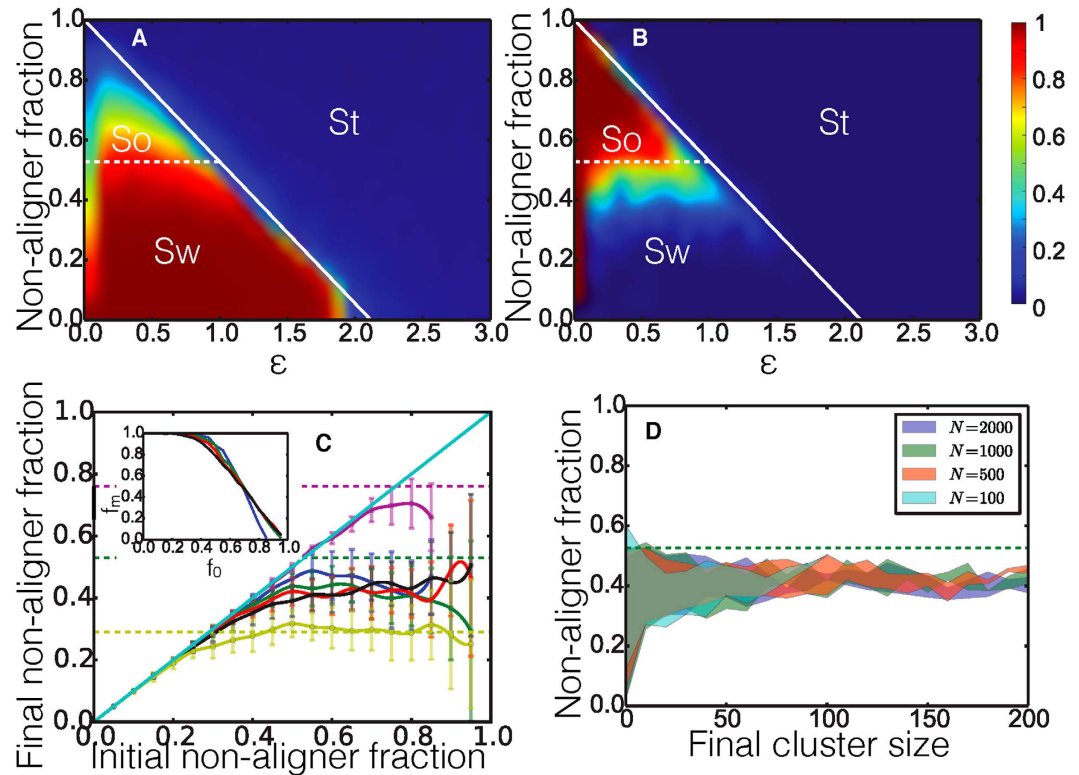 A
B
1.0
0.8
0.6
0.4
0.2
0.0
Non-aligner fraction
So
St
Sw
0.0
0.5
1.0
1.5
2.0
2.5
3.0
ε
1.0
0.8
0.6
0.4
0.2
0.0
Non-aligner fraction
So
St
Sw
0.0
0.5
1.0
1.5
2.0
2.5
3.0
ε
1
0.8
0.6
0.4
0.2
0
C
1.0
0.8
0.6
0.4
0.2
0.0
Final non-aligner fraction
1.0
0.8
0.6
0.4
0.2
0.0
fm
0.0
0.2
0.4
0.6
0.8
1.0
f0
0.0
0.2
0.4
0.6
0.8
1.0
Initial non-aligner fraction
D
1.0
0.8
0.6
0.4
0.2
0.0
Non-aligner fraction
N=2000
N=1000
N=500
N=100
0
50
100
150
200
Final cluster size